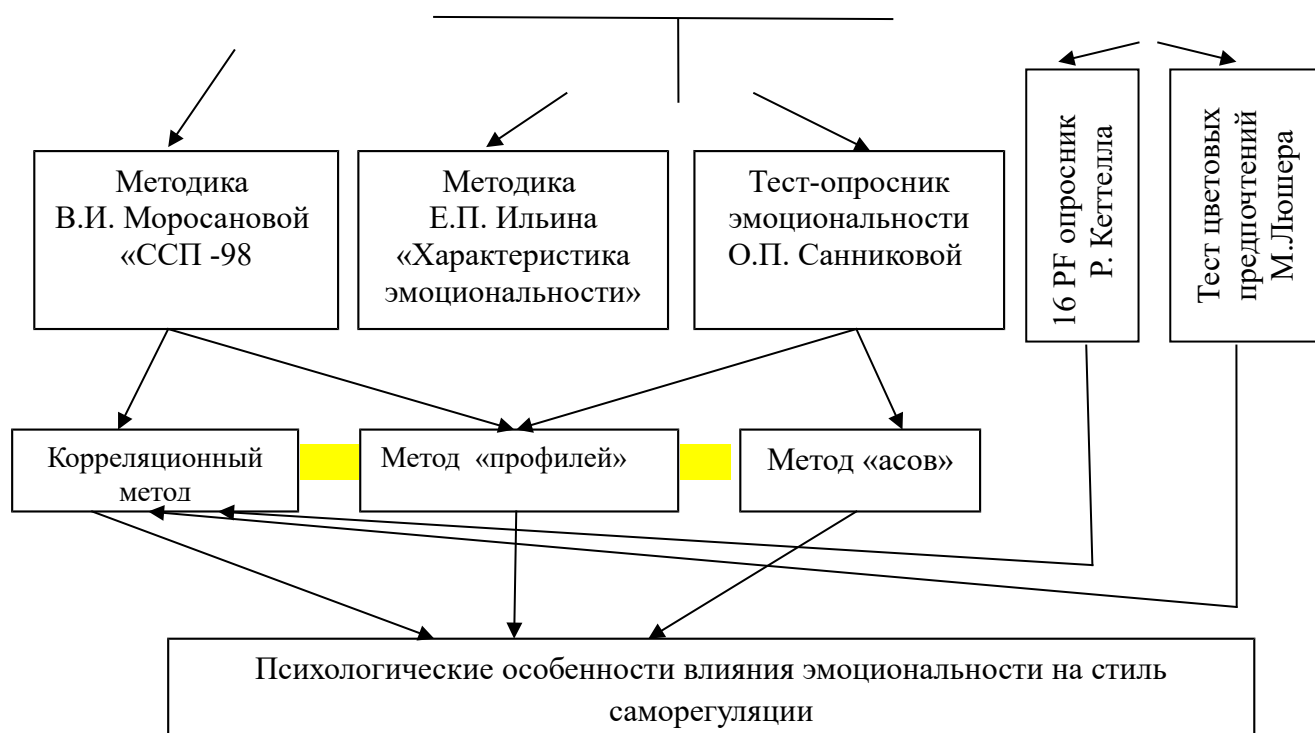 Методика
В.И. Моросановой
«ССП -98
Методика
Е.П. Ильина
«Характеристика
эмоциональности»
Тест-опросник
эмоциональности
О.П. Санниковой
16 PF опросник
Р. Кеттелла
Тест цветовых
предпочтений
М.Люшера
Корреляционный
метод
Метод «профилей»
Метод «асов»
Психологические особенности влияния эмоциональности на стиль
саморегуляции